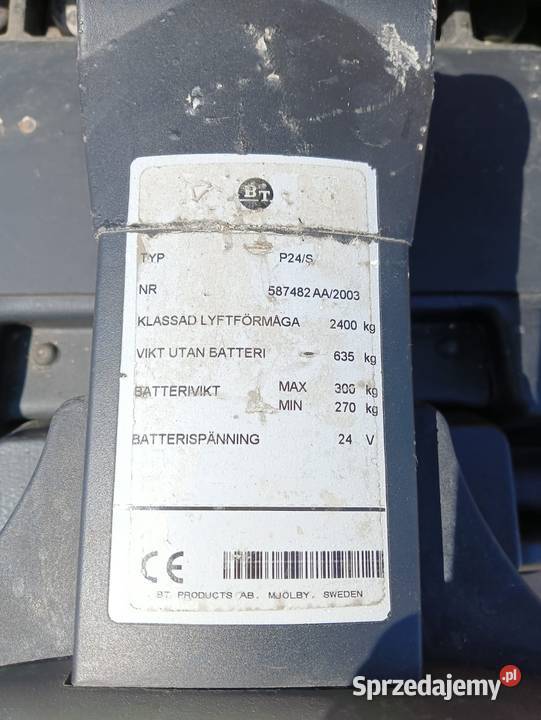 BT
TYP P24/S
NR 587482 AA/2003
KLASSAD LYFTFÖRMÅGA 2400 kg
VIKT UTAN BATTERI 635 kg
BATTERIVIKT MAX 300 kg
MIN 270 kg
BATTERISPÄNNING 24 V
CE
BT PRODUCTS AB, MJÖLBY, SWEDEN
Sprzedajemy.pl